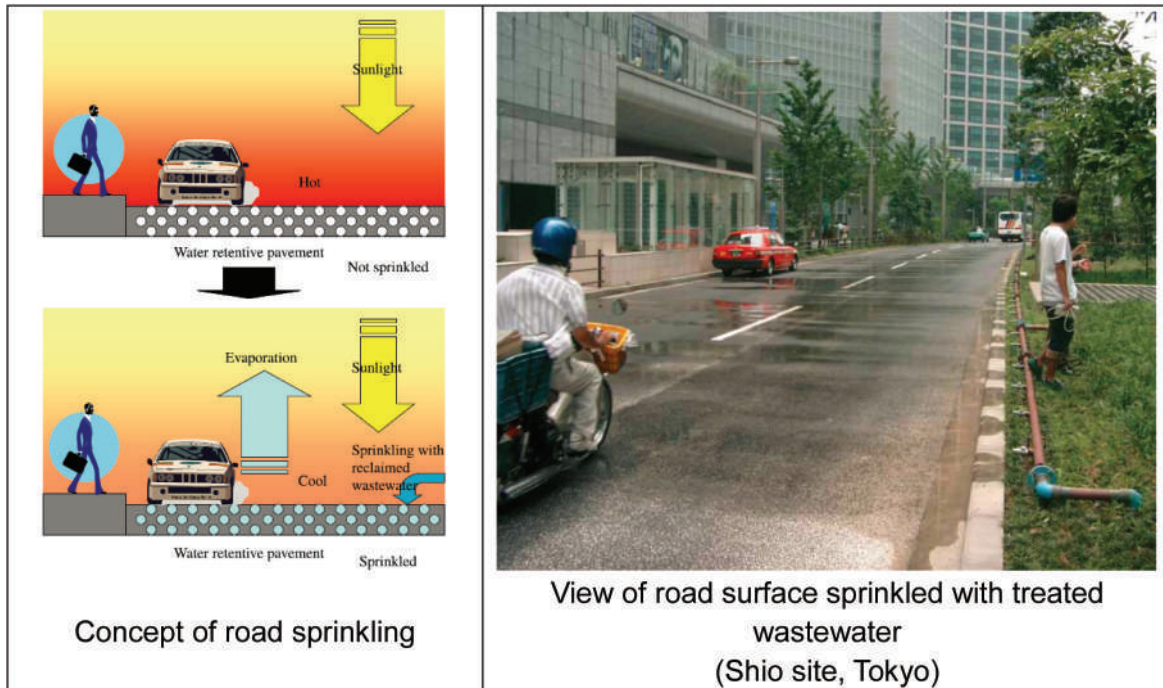 Sunlight
Hot
Water retentive pavement
Not sprinkled
Evaporation
Sunlight
Sprinkling with
reclaimed
wastewater
Cool
Water retentive pavement
Sprinkled
Concept of road sprinkling
View of road surface sprinkled with treated
wastewater
(Shio site, Tokyo)